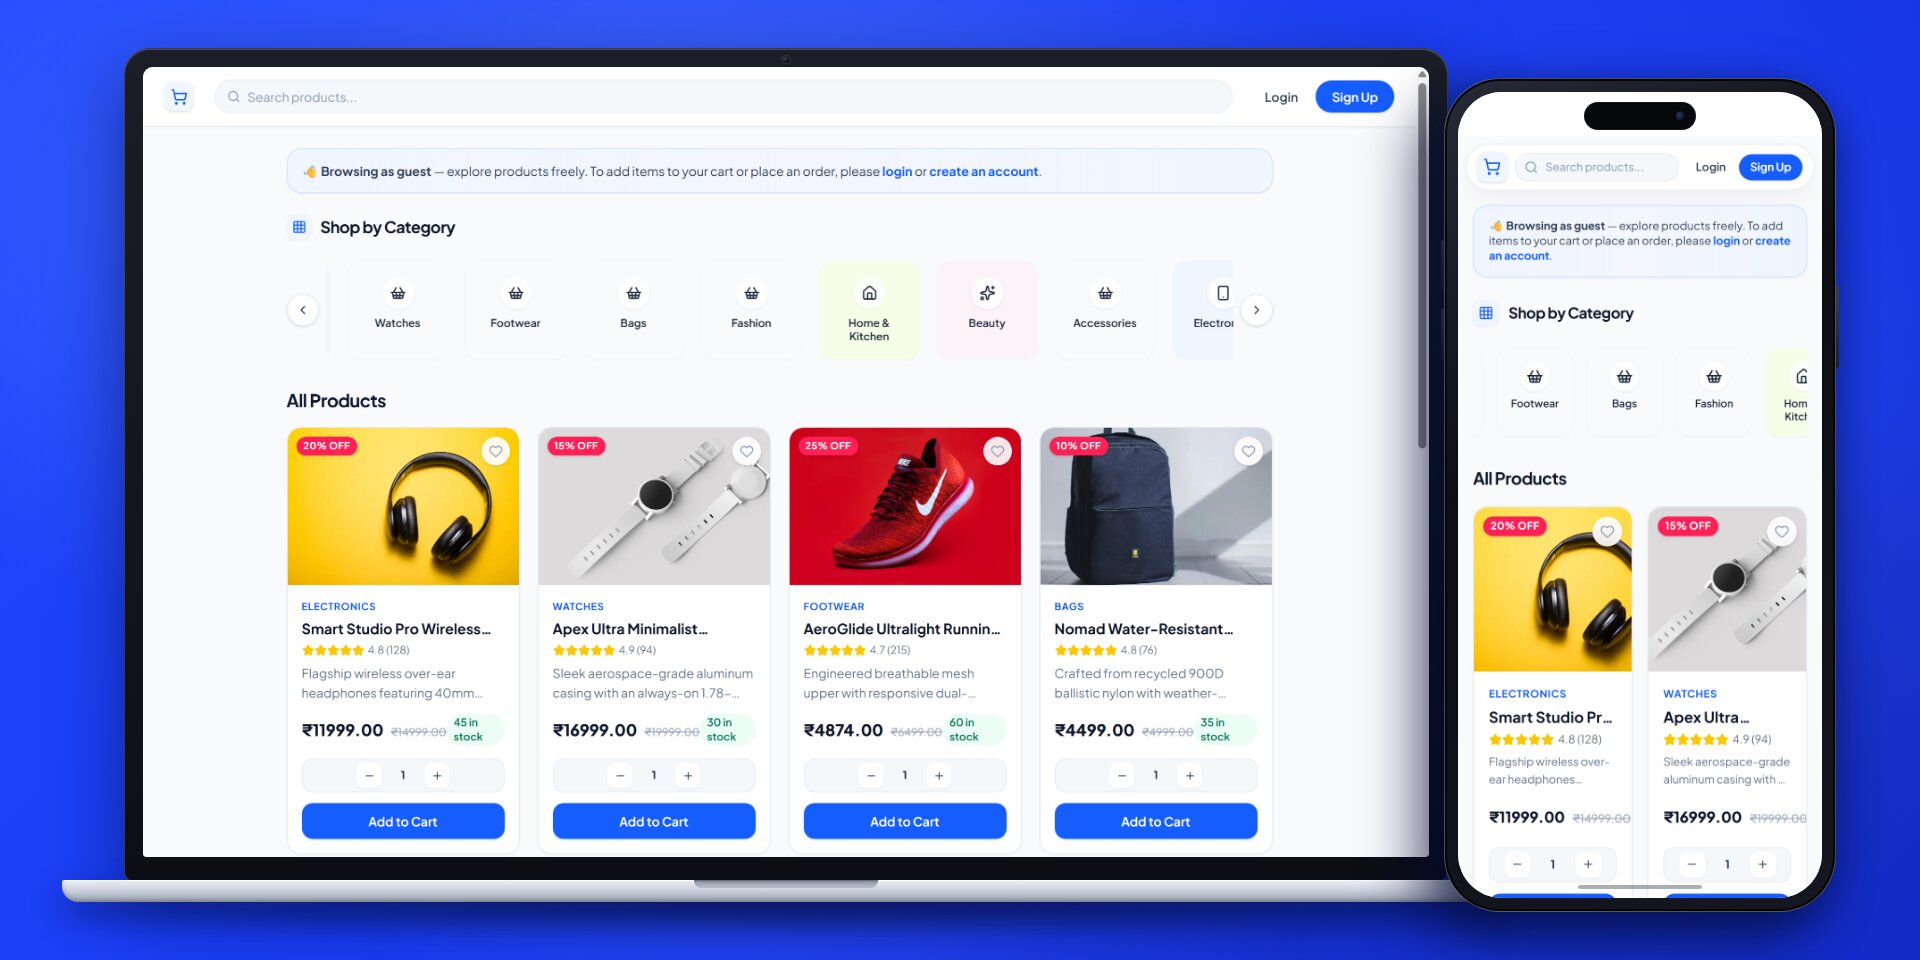 Search products...
Login
Sign Up
Browsing as guest — explore products freely. To add items to your cart or place an order, please login or create an account.
Shop by Category
Watches
Footwear
Bags
Fashion
Home &
Kitchen
Beauty
Accessories
Electron
All Products
20% OFF
ELECTRONICS
Smart Studio Pro Wireless...
4.8 (128)
Flagship wireless over-ear
headphones featuring 40mm...
₹11999.00 ₹14999.00
45 in
stock
1
Add to Cart
15% OFF
WATCHES
Apex Ultra Minimalist...
4.9 (94)
Sleek aerospace-grade aluminum
casing with an always-on 1.78-...
₹16999.00 ₹19999.00
30 in
stock
1
Add to Cart
25% OFF
NIKE
FOOTWEAR
AeroGlide Ultralight Runnin...
4.7 (215)
Engineered breathable mesh
upper with responsive dual-...
₹4874.00 ₹6499.00
60 in
stock
1
Add to Cart
10% OFF
BAGS
Nomad Water-Resistant...
4.8 (76)
Crafted from recycled 900D
ballistic nylon with weather-...
₹4499.00 ₹4999.00
35 in
stock
1
Add to Cart
Search products...
Login
Sign Up
Browsing as guest — explore products freely. To add
items to your cart or place an order, please login or create
an account.
Shop by Category
Footwear
Bags
Fashion
Hom
Kitch
All Products
20% OFF
ELECTRONICS
Smart Studio Pr...
4.8 (128)
Flagship wireless over-
ear headphones...
₹11999.00 ₹14999.00
1
15% OFF
WATCHES
Apex Ultra...
4.9 (94)
Sleek aerospace-grade
aluminum casing with ...
₹16999.00 ₹19999.00
1